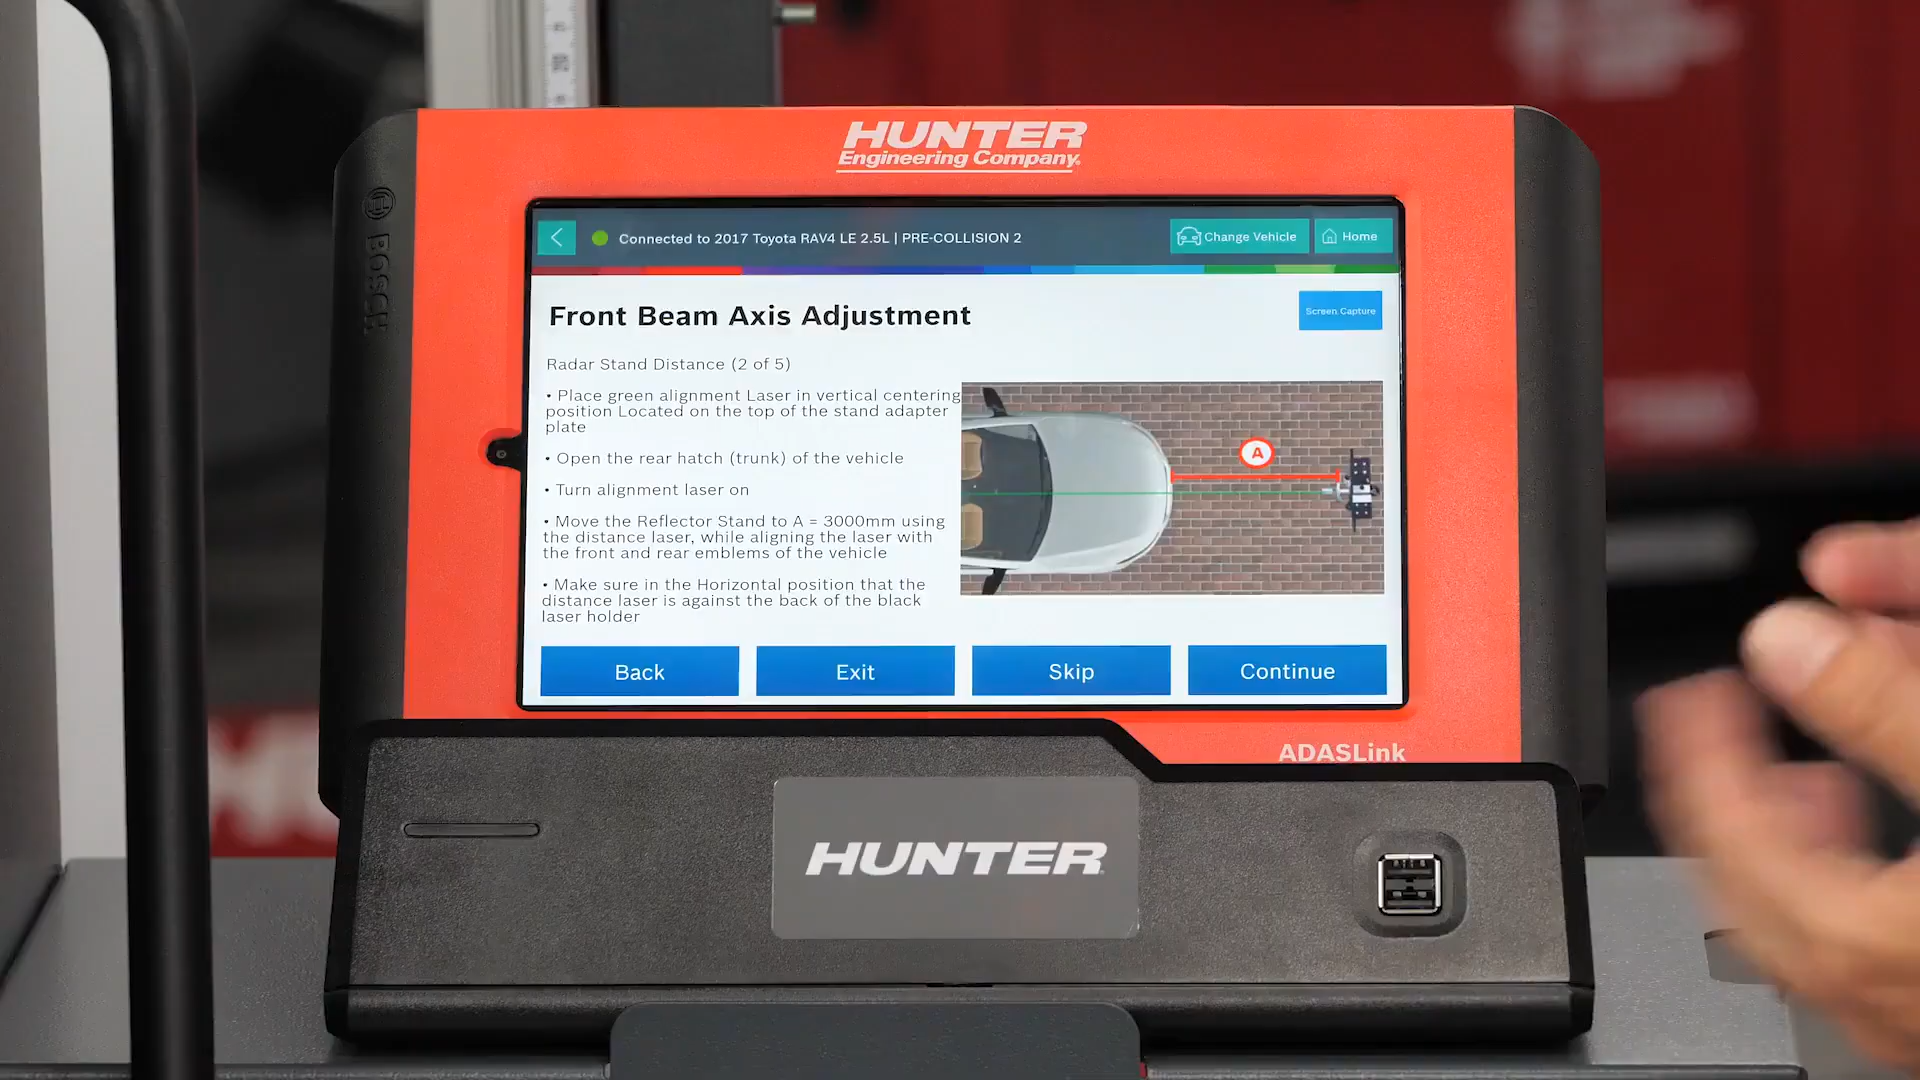 HUNTER
Engineering Company
BOSCH
Connected to 2017 Toyota RAV4 LE 2.5L | PRE-COLLISION 2
Change Vehicle
Home
Front Beam Axis Adjustment
Screen Capture
Radar Stand Distance (2 of 5)
• Place green alignment Laser in vertical centering
position Located on the top of the stand adapter
plate
• Open the rear hatch (trunk) of the vehicle
• Turn alignment laser on
• Move the Reflector Stand to A = 3000mm using
the distance laser, while aligning the laser with
the front and rear emblems of the vehicle
• Make sure in the Horizontal position that the
distance laser is against the back of the black
laser holder
A
Back
Exit
Skip
Continue
ADASLink
HUNTER